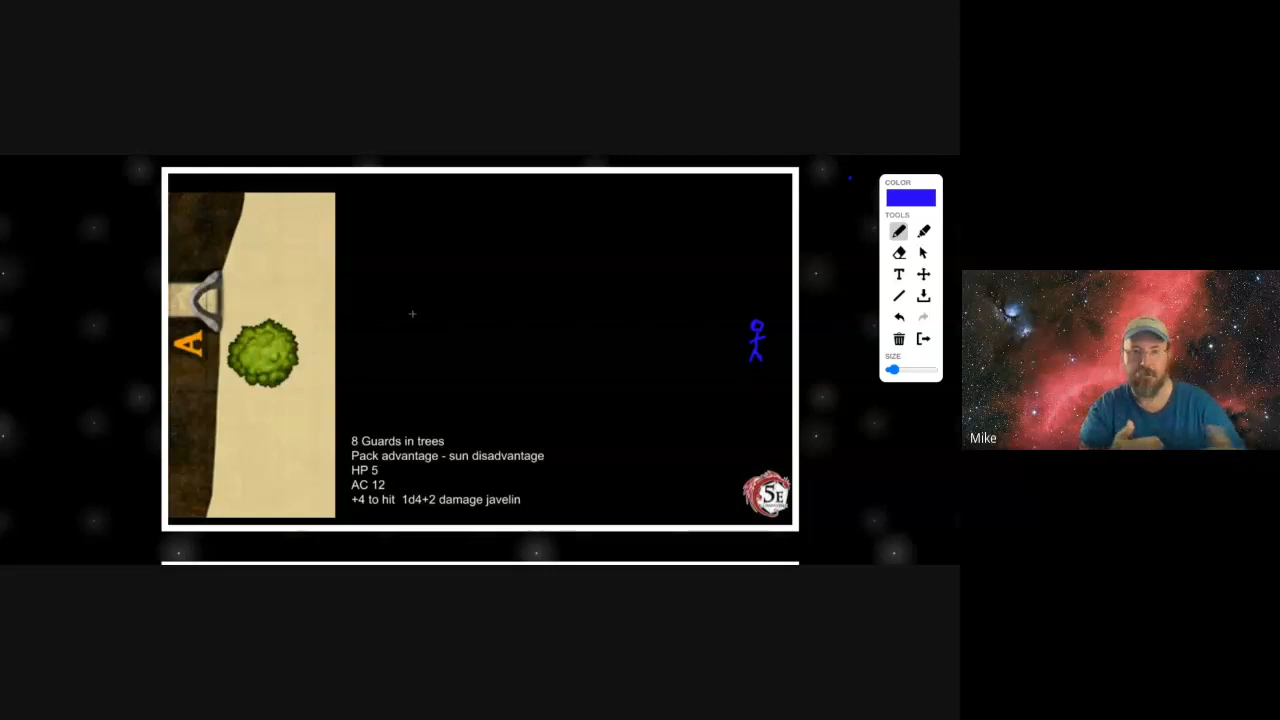 A
8 Guards in trees
Pack advantage - sun disadvantage
HP 5
AC 12
+4 to hit 1d4+2 damage javelin
5E
COLOR
TOOLS
T
SIZE
Mike